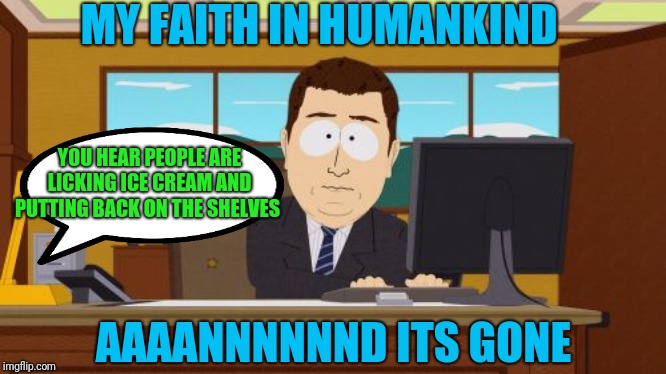 MY FAITH IN HUMANKIND
YOU HEAR PEOPLE ARE
LICKING ICE CREAM AND
PUTTING BACK ON THE SHELVES
AAAANNNNNND ITS GONE
imgflip.com